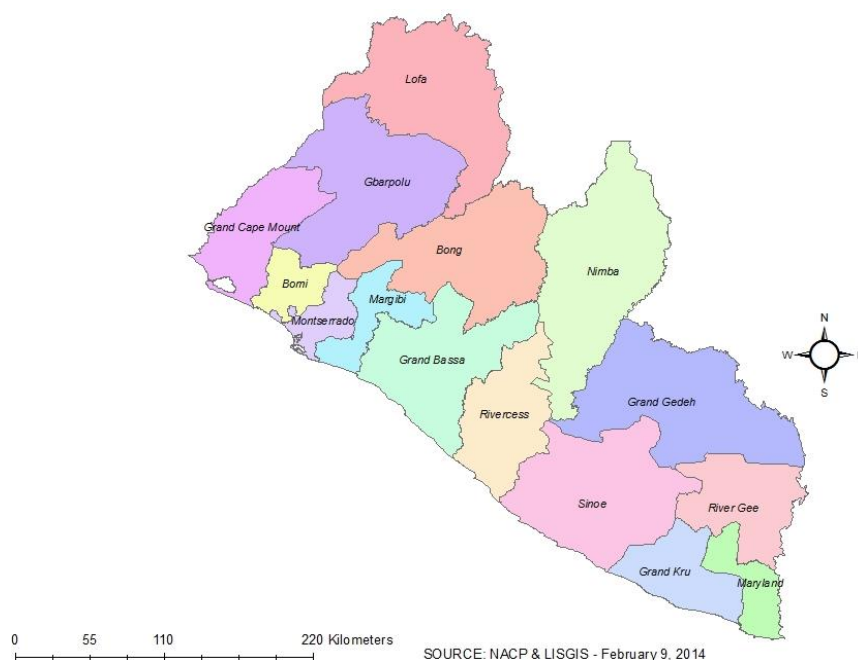 Lofa
Gbarpolu
Grand Cape Mount
Bong
Nimba
Bomi
Margibi
Montserrado
Grand Bassa
N
W
S
Grand Gedeh
Rivercess
Sinoe
River Gee
Grand Kru
Maryland
0 55 110 220 Kilometers
SOURCE: NACP & LISGIS - February 9, 2014